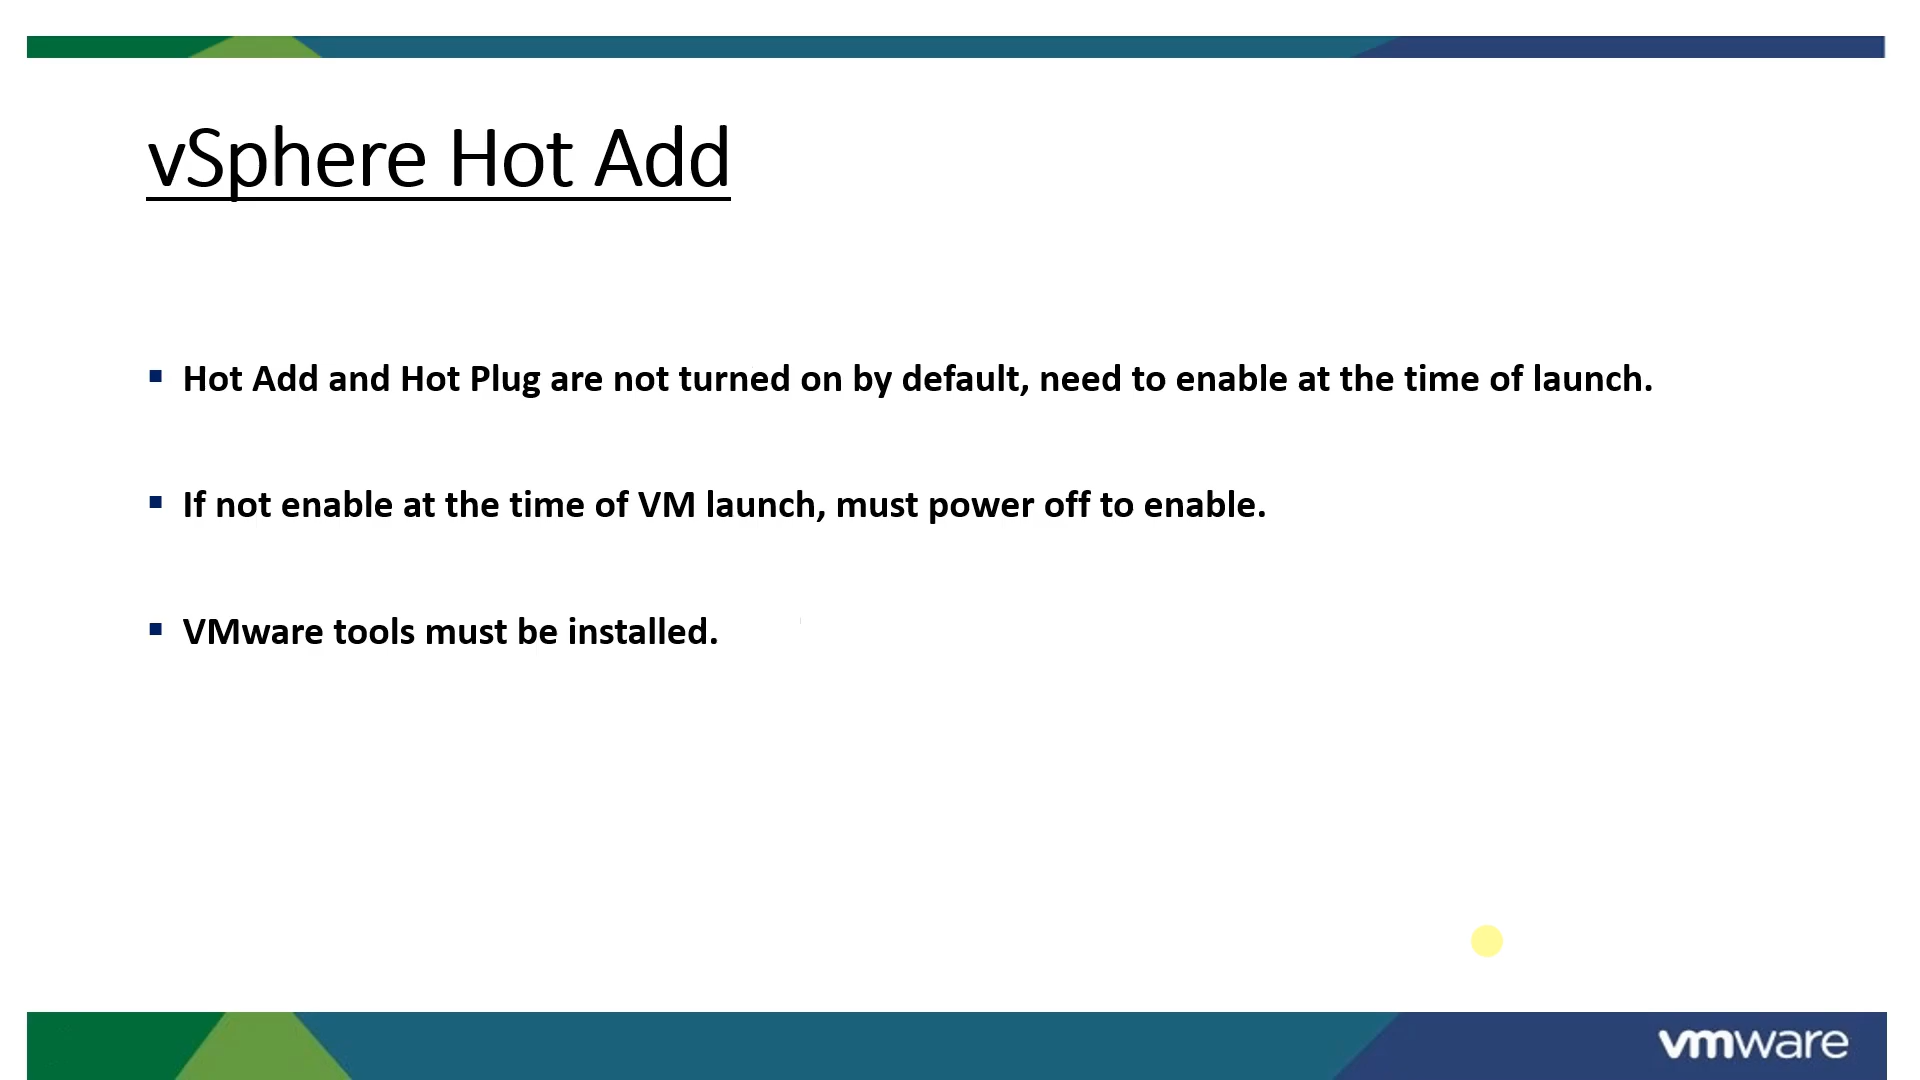 vSphere Hot Add
▪ Hot Add and Hot Plug are not turned on by default, need to enable at the time of launch.
▪ If not enable at the time of VM launch, must power off to enable.
▪ VMware tools must be installed.
vmware